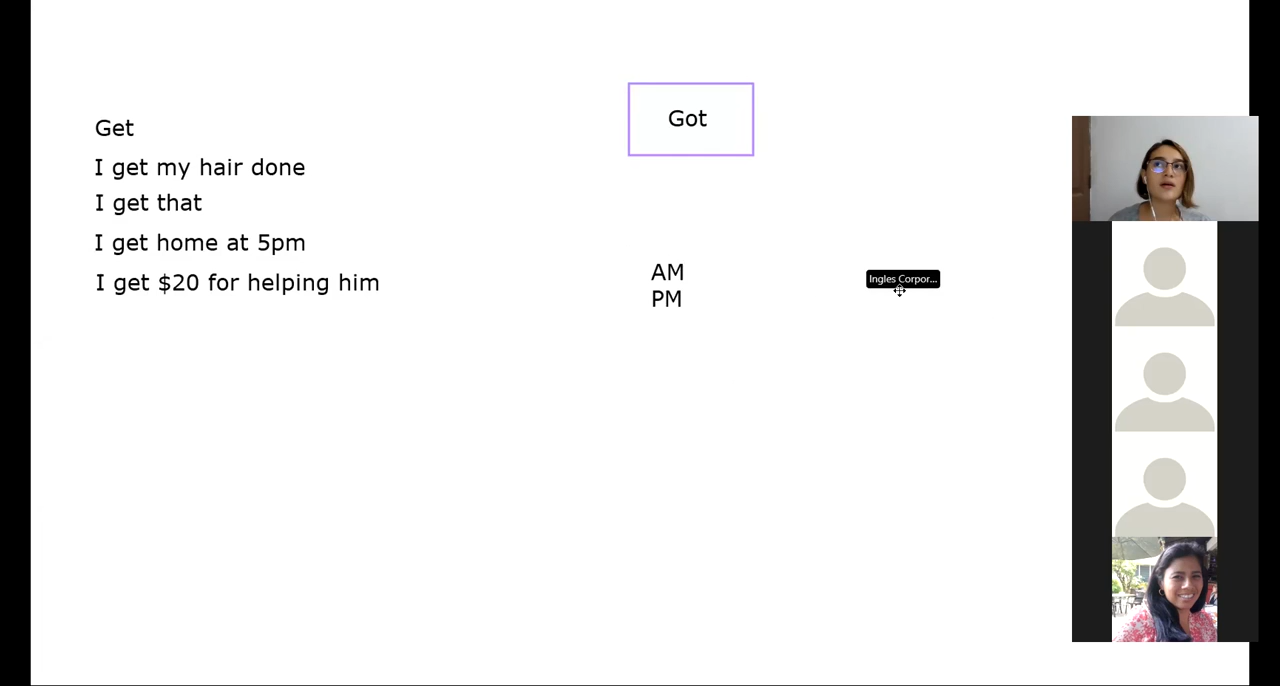 Get
I get my hair done
I get that
I get home at 5pm
I get $20 for helping him
Got
AM
PM
Ingles Corpor...